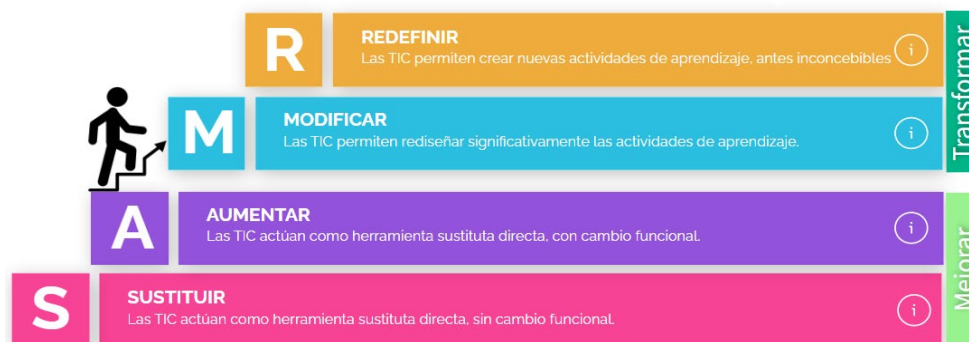 R
REDEFINIR
Las TIC permiten crear nuevas actividades de aprendizaje, antes inconcebibles
i
M
MODIFICAR
Las TIC permiten rediseñar significativamente las actividades de aprendizaje.
i
Transformar
A
AUMENTAR
Las TIC actúan como herramienta sustituta directa, con cambio funcional.
i
S
SUSTITUIR
Las TIC actúan como herramienta sustituta directa, sin cambio funcional.
i
Mejorar